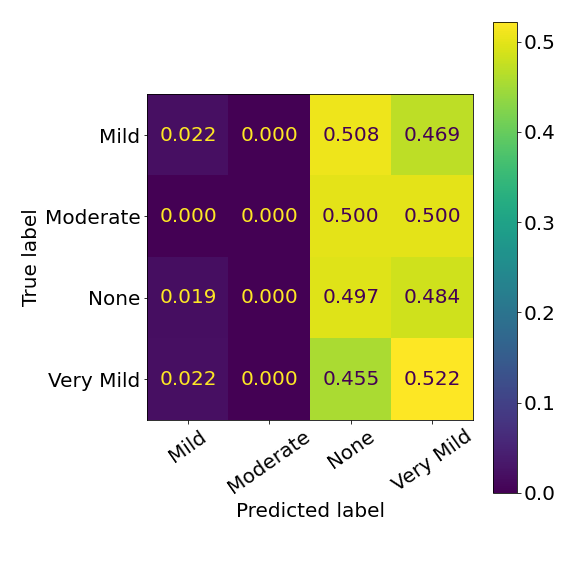 Mild 0.022 0.000 0.508 0.469
Moderate 0.000 0.000 0.500 0.500
None 0.019 0.000 0.497 0.484
Very Mild 0.022 0.000 0.455 0.522
Mild Moderate None Very Mild
Predicted label
True label
0.5
0.4
0.3
0.2
0.1
0.0